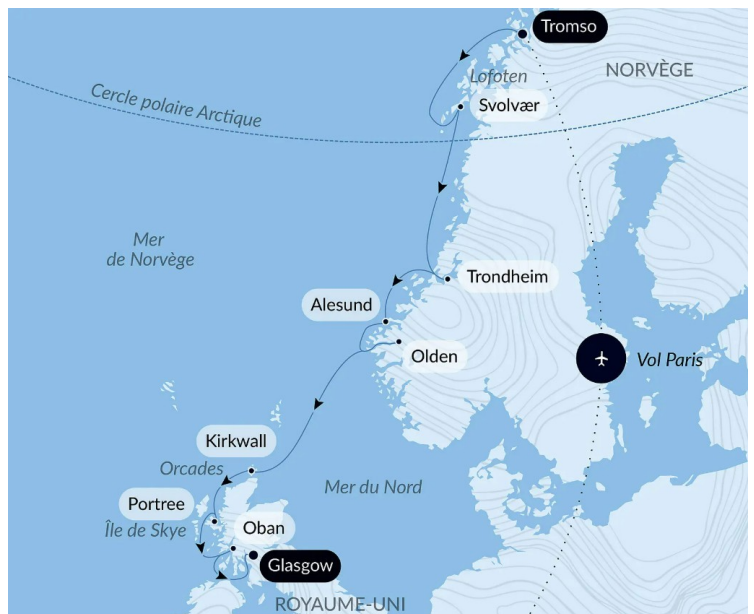 Tromso
Lofoten
NORVÈGE
Cercle polaire Arctique
Svolvær
Mer
de Norvège
Trondheim
Alesund
Olden
Vol Paris
Kirkwall
Orcades
Mer du Nord
Portree
Île de Skye
Oban
Glasgow
ROYAUME-UNI